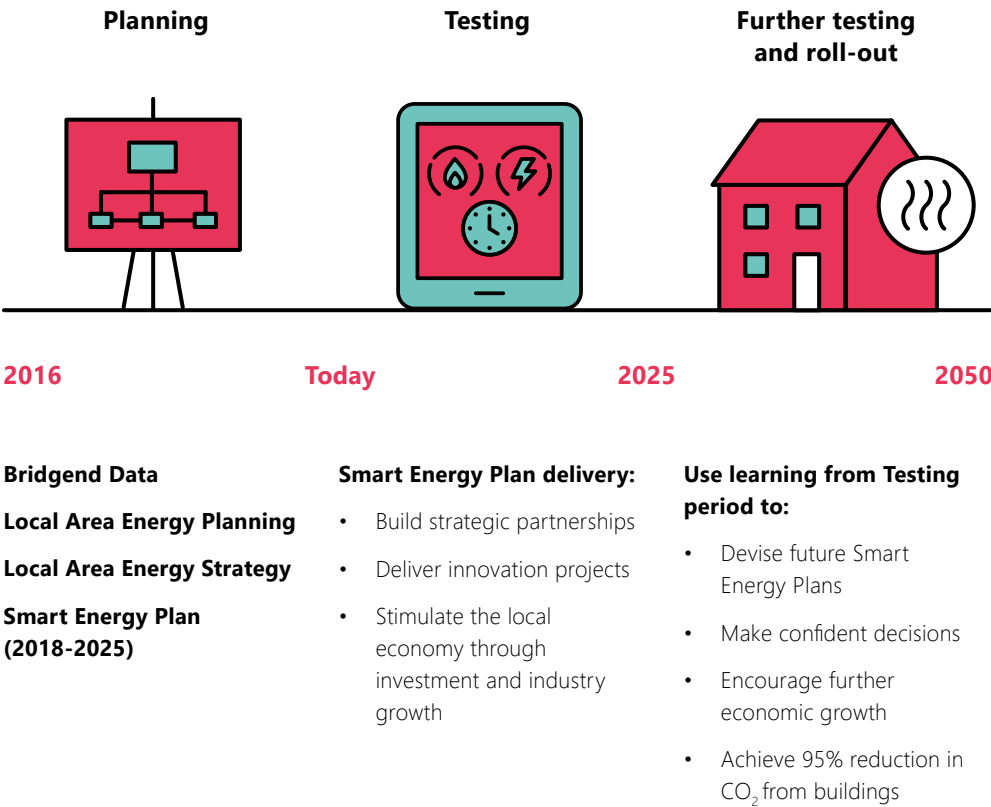 Planning
Testing
Further testing
and roll-out
2016
Today
2025
2050
Bridgend Data
Local Area Energy Planning
Local Area Energy Strategy
Smart Energy Plan
(2018-2025)
Smart Energy Plan delivery:
• Build strategic partnerships
• Deliver innovation projects
• Stimulate the local
economy through
investment and industry
growth
Use learning from Testing
period to:
• Devise future Smart
Energy Plans
• Make confident decisions
• Encourage further
economic growth
• Achieve 95% reduction in
CO₂ from buildings